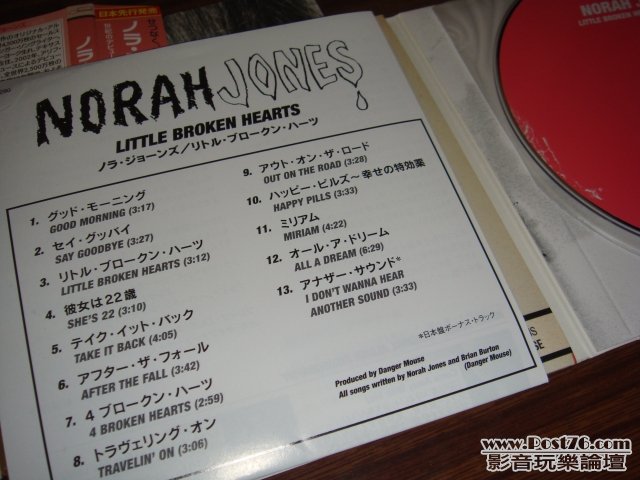 日本先行発売
NORAH JONES
LITTLE BROKEN HEARTS
ノラ・ジョーンズ／リトル・ブロークン・ハーツ
1. グッド・モーニング
GOOD MORNING (3:17)
2. セイ・グッバイ
SAY GOODBYE (3:27)
3. リトル・ブロークン・ハーツ
LITTLE BROKEN HEARTS (3:12)
4. 彼女は22歳
SHE'S 22 (3:10)
5. テイク・イット・バック
TAKE IT BACK (4:05)
6. アフター・ザ・フォール
AFTER THE FALL (3:42)
7. 4 ブロークン・ハーツ
4 BROKEN HEARTS (2:59)
8. トラヴェリング・オン
TRAVELIN' ON (3:06)
9. アウト・オン・ザ・ロード
OUT ON THE ROAD (3:28)
10. ハッピー・ピルズ～幸せの特効薬
HAPPY PILLS (3:33)
11. ミリアム
MIRIAM (4:22)
12. オール・ア・ドリーム
ALL A DREAM (6:29)
13. アナザー・サウンド*
I DON'T WANNA HEAR
ANOTHER SOUND (3:33)
*日本盤ボーナス・トラック
Produced by Danger Mouse
All songs written by Norah Jones and Brian Burton
(Danger Mouse)
NORAH
LITTLE BROKEN HEARTS
www.Post76.com
影音玩樂論壇